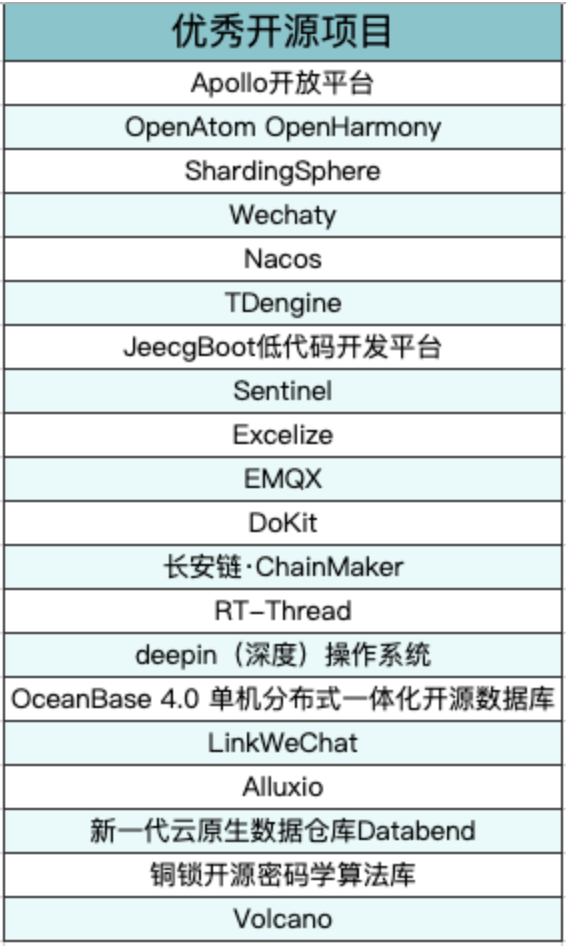 优秀开源项目
Apollo开放平台
OpenAtom OpenHarmony
ShardingSphere
Wechaty
Nacos
TDengine
JeecgBoot低代码开发平台
Sentinel
Excelize
EMQX
DoKit
长安链·ChainMaker
RT-Thread
deepin（深度）操作系统
OceanBase 4.0 单机分布式一体化开源数据库
LinkWeChat
Alluxio
新一代云原生数据仓库Databend
铜锁开源密码学算法库
Volcano